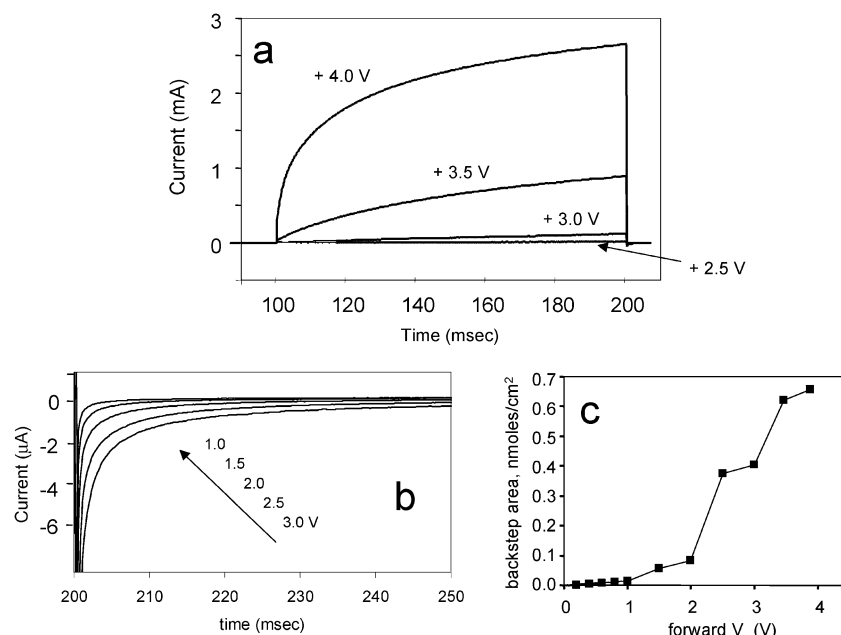 3
a
+ 4.0 V
2
Current (mA)
+ 3.5 V
1
+ 3.0 V
0
+ 2.5 V
100 120 140 160 180 200
Time (msec)
0
-2
-4
-6
Current (μA)
1.0
1.5
2.0
2.5
3.0 V
b
200 210 220 230 240 250
time (msec)
0.7
0.6
0.5
0.4
0.3
0.2
0.1
0.0
backstep area, nmoles/cm²
c
0 1 2 3 4
forward V, (V)